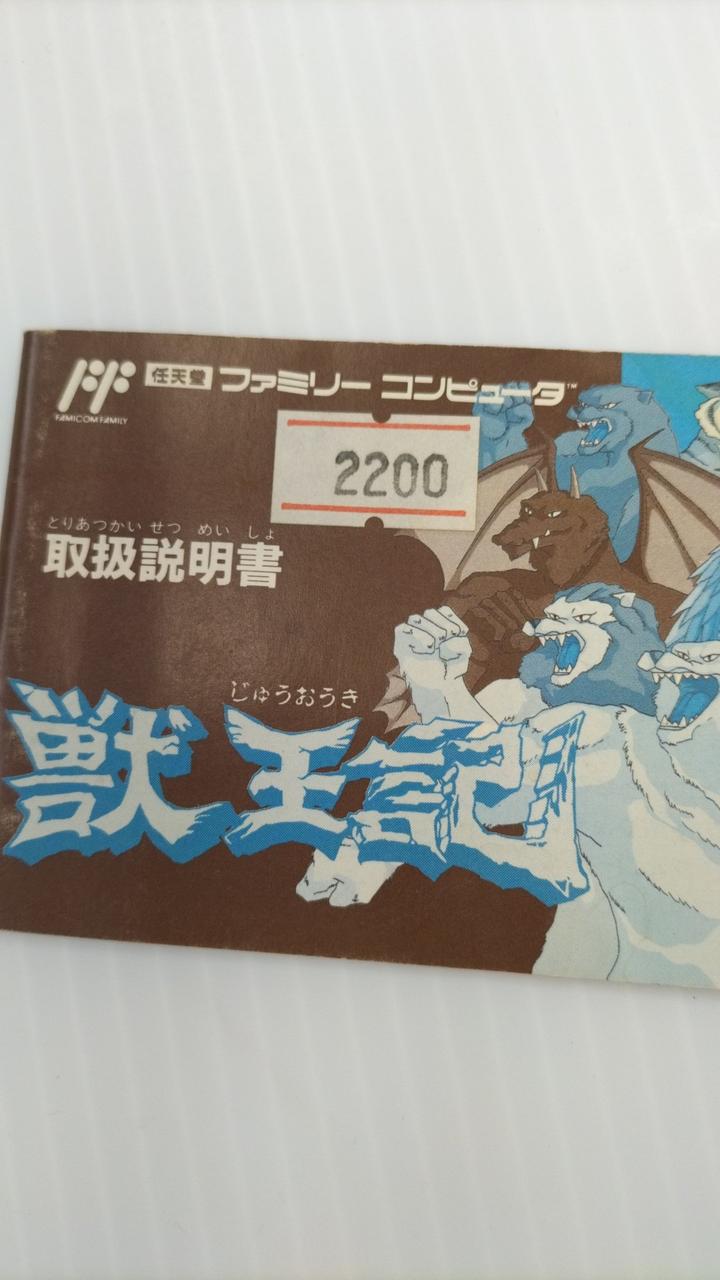 任天堂 ファミリー コンピュータ™
FAMICOM FAMILY
2200
とりあつかい せつ めい しょ
取扱説明書
じゅうおうき
獣王記